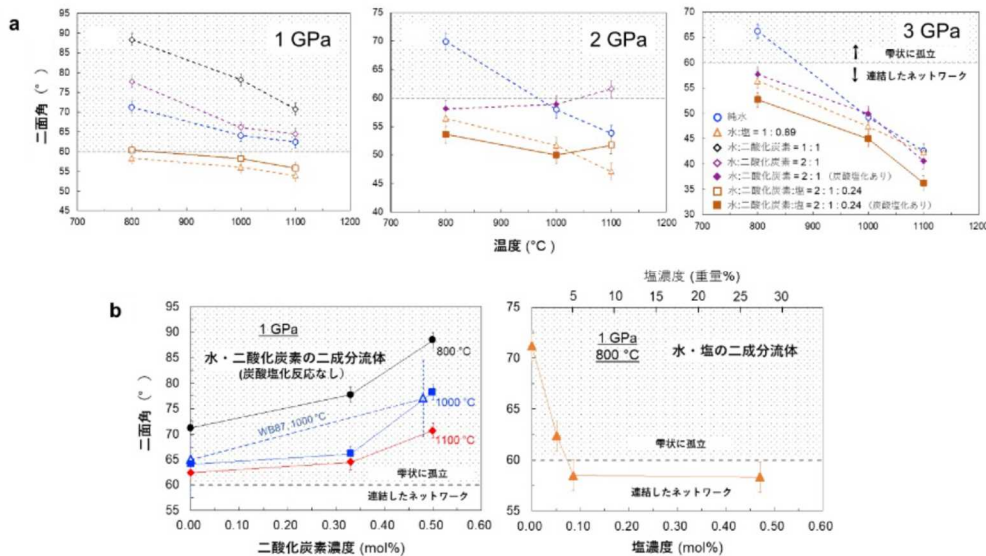 a
1 GPa
2 GPa
3 GPa
雫状に孤立
連結したネットワーク
純水
水:塩 = 1 : 0.89
水:二酸化炭素 = 1 : 1
水:二酸化炭素 = 2 : 1
水:二酸化炭素 = 2 : 1 (炭酸塩化あり)
水:二酸化炭素:塩 = 2 : 1 : 0.24
水:二酸化炭素:塩 = 2 : 1 : 0.24 (炭酸塩化あり)
二面角 (°)
95
90
85
80
75
70
65
60
55
50
45
700 800 900 1000 1100 1200
75
70
65
60
55
50
45
40
700 800 900 1000 1100 1200
70
65
60
55
50
45
40
35
30
700 800 900 1000 1100 1200
温度 (°C)
b
1 GPa
水・二酸化炭素の二成分流体
(炭酸塩化反応なし)
800 °C
1000 °C
1100 °C
WB87, 1000 °C
雫状に孤立
連結したネットワーク
二面角 (°)
95
90
85
80
75
70
65
60
55
0.00 0.10 0.20 0.30 0.40 0.50 0.60
二酸化炭素濃度 (mol%)
塩濃度 (重量%)
0 5 10 15 20 25 30
1 GPa
800 °C
水・塩の二成分流体
雫状に孤立
連結したネットワーク
75
70
65
60
55
0.00 0.10 0.20 0.30 0.40 0.50 0.60
塩濃度 (mol%)